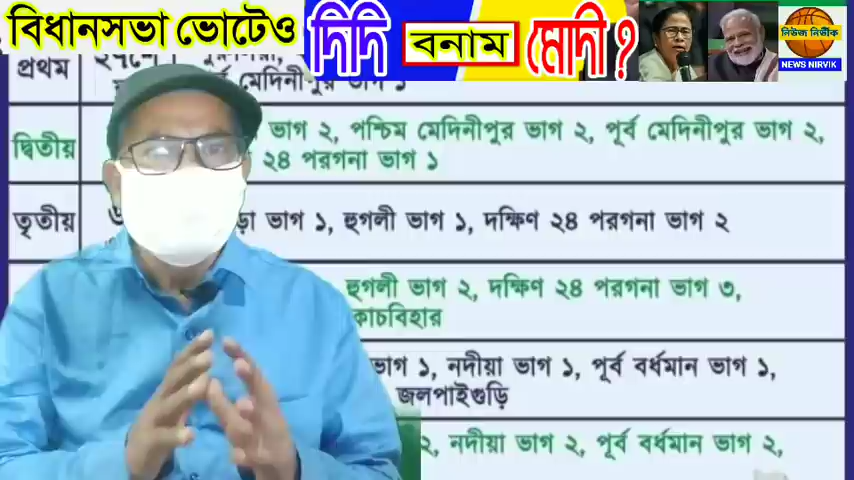 বিধানসভা ভোটেও দিদি বনাম মোদী ?
নিউজ নির্ভীক
NEWS NIRVIK
প্রথম
মেদিনীপুর ভাগ ১
দ্বিতীয়
ভাগ ২, পশ্চিম মেদিনীপুর ভাগ ২, পূর্ব মেদিনীপুর ভাগ ২,
২৪ পরগনা ভাগ ১
তৃতীয়
ভাগ ১, হুগলী ভাগ ১, দক্ষিণ ২৪ পরগনা ভাগ ২
হুগলী ভাগ ২, দক্ষিণ ২৪ পরগনা ভাগ ৩,
কোচবিহার
ভাগ ১, নদীয়া ভাগ ১, পূর্ব বর্ধমান ভাগ ১,
জলপাইগুড়ি
২, নদীয়া ভাগ ২, পূর্ব বর্ধমান ভাগ ২,